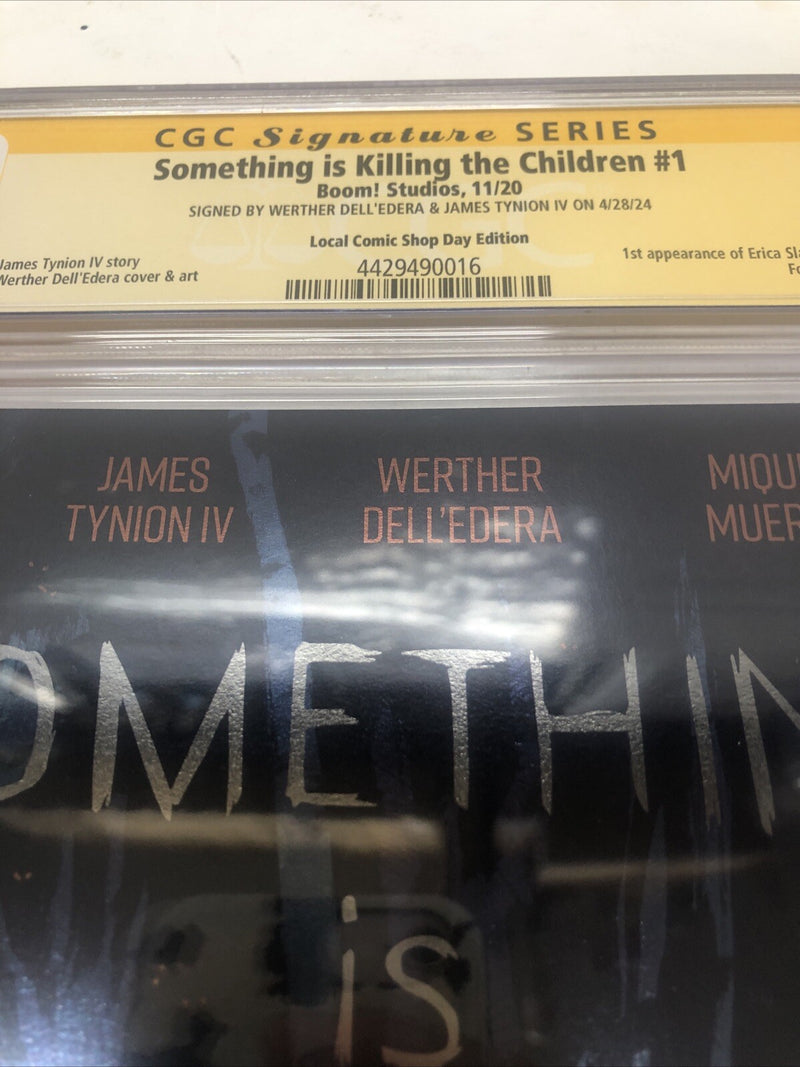 CGC Signature SERIES
Something is Killing the Children #1
Boom! Studios, 11/20
SIGNED BY WERTHER DELL'EDERA & JAMES TYNION IV ON 4/28/24
Local Comic Shop Day Edition
James Tynion IV story
Werther Dell'Edera cover & art
4429490016
1st appearance of Erica Sla
Fo
JAMES
TYNION IV
WERTHER
DELL'EDERA
MIQU
MUER
OMETHIN
is